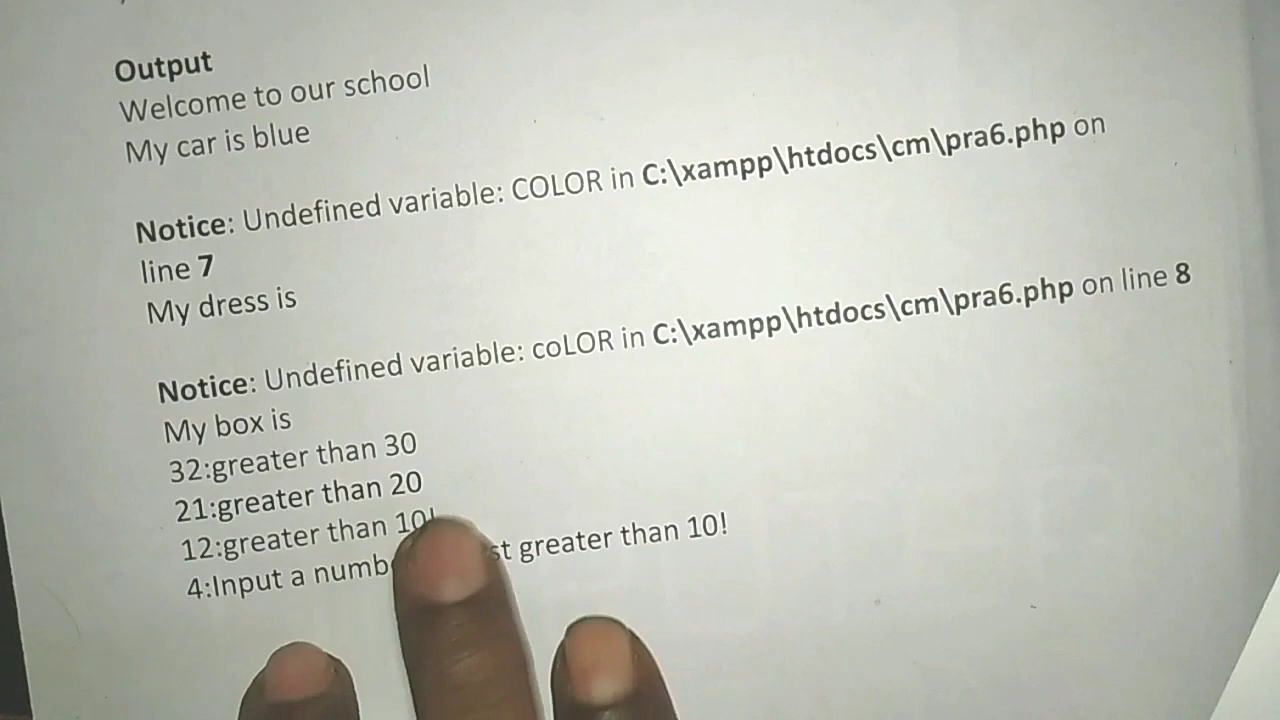 Output
Welcome to our school
My car is blue
Notice: Undefined variable: COLOR in C:\xampp\htdocs\cm\pra6.php on
line 7
My dress is
Notice: Undefined variable: coLOR in C:\xampp\htdocs\cm\pra6.php on line 8
My box is
32:greater than 30
21:greater than 20
12:greater than 10!
4:Input a greater than 10!